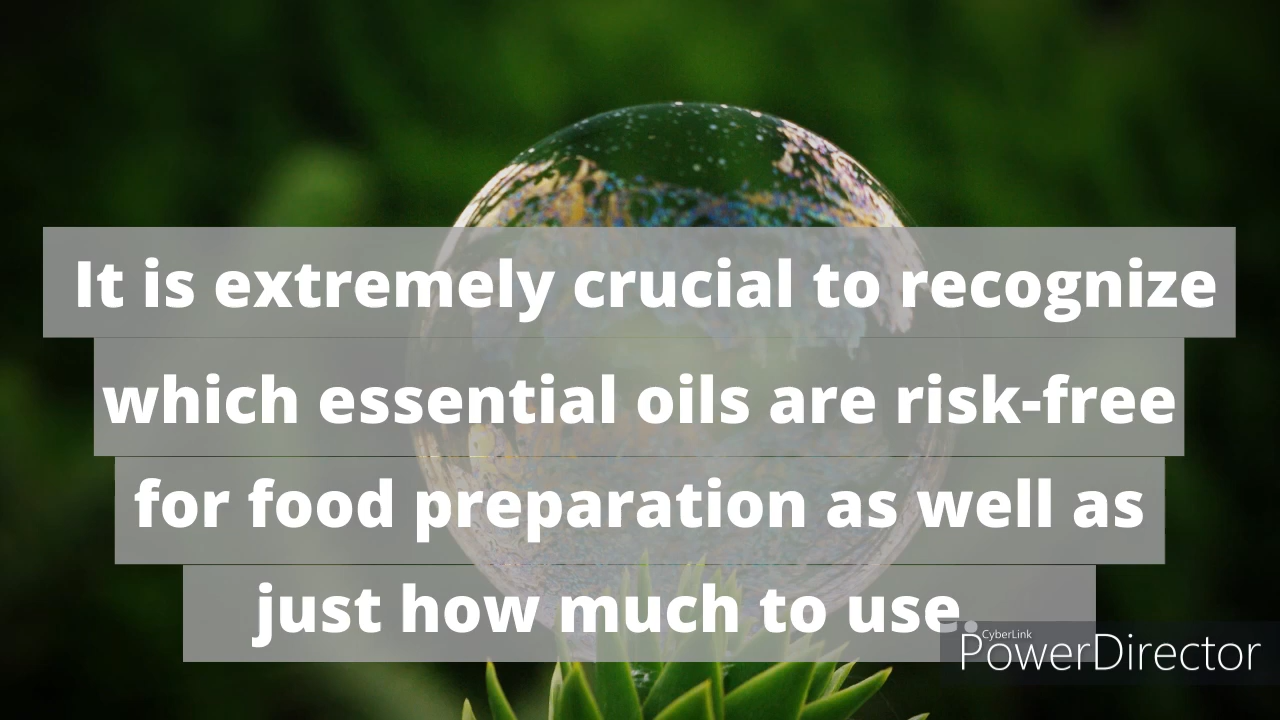 It is extremely crucial to recognize
which essential oils are risk-free
for food preparation as well as
just how much to use.
CyberLink
PowerDirector